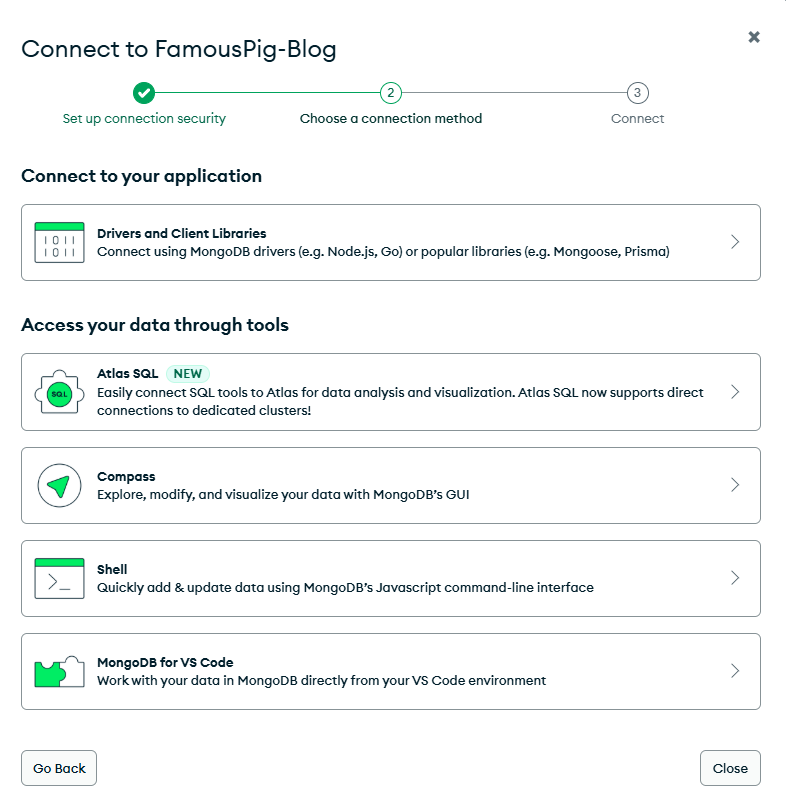 Connect to FamousPig-Blog
2
3
Set up connection security
Choose a connection method
Connect
Connect to your application
1011
1011
Drivers and Client Libraries
Connect using MongoDB drivers (e.g. Node.js, Go) or popular libraries (e.g. Mongoose, Prisma)
Access your data through tools
SQL
Atlas SQL NEW
Easily connect SQL tools to Atlas for data analysis and visualization. Atlas SQL now supports direct
connections to dedicated clusters!
Compass
Explore, modify, and visualize your data with MongoDB’s GUI
>_
Shell
Quickly add & update data using MongoDB’s Javascript command-line interface
MongoDB for VS Code
Work with your data in MongoDB directly from your VS Code environment
Go Back
Close